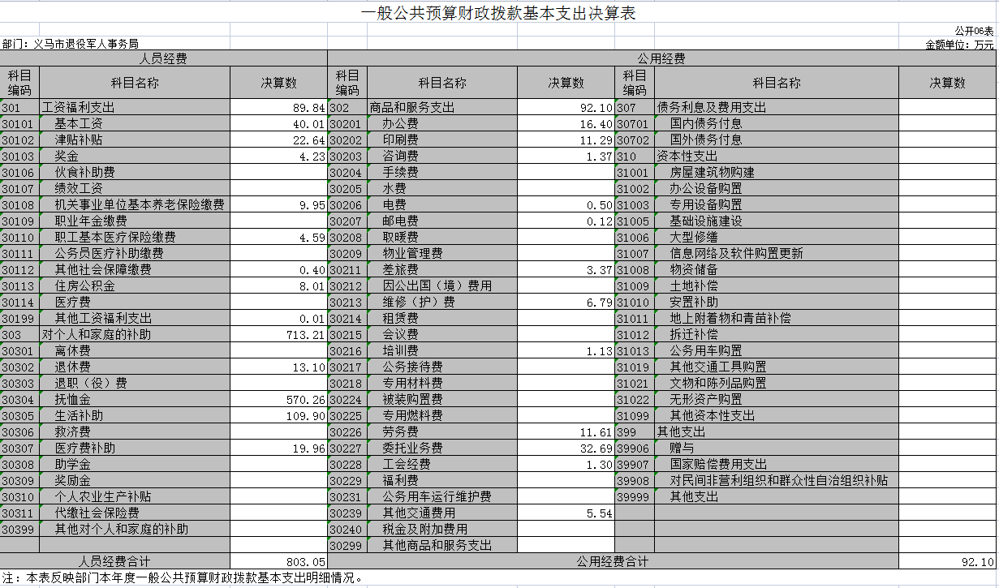 一般公共预算财政拨款基本支出决算表
公开06表
部门：义马市退役军人事务局 金额单位：万元
人员经费 公用经费
科目编码 科目名称 决算数 科目编码 科目名称 决算数 科目编码 科目名称 决算数
301 工资福利支出 89.84 302 商品和服务支出 92.10 307 债务利息及费用支出
30101 基本工资 40.01 30201 办公费 16.40 30701 国内债务付息
30102 津贴补贴 22.64 30202 印刷费 11.29 30702 国外债务付息
30103 奖金 4.23 30203 咨询费 1.37 310 资本性支出
30106 伙食补助费 30204 手续费 31001 房屋建筑物购建
30107 绩效工资 30205 水费 31002 办公设备购置
30108 机关事业单位基本养老保险缴费 9.95 30206 电费 0.50 31003 专用设备购置
30109 职业年金缴费 30207 邮电费 0.12 31005 基础设施建设
30110 职工基本医疗保险缴费 4.59 30208 取暖费 31006 大型修缮
30111 公务员医疗补助缴费 30209 物业管理费 31007 信息网络及软件购置更新
30112 其他社会保障缴费 0.40 30211 差旅费 3.37 31008 物资储备
30113 住房公积金 8.01 30212 因公出国（境）费用 31009 土地补偿
30114 医疗费 30213 维修（护）费 6.79 31010 安置补助
30199 其他工资福利支出 0.01 30214 租赁费 31011 地上附着物和青苗补偿
303 对个人和家庭的补助 713.21 30215 会议费 31012 拆迁补偿
30301 离休费 30216 培训费 1.13 31013 公务用车购置
30302 退休费 13.10 30217 公务接待费 31019 其他交通工具购置
30303 退职（役）费 30218 专用材料费 31021 文物和陈列品购置
30304 抚恤金 570.26 30224 被装购置费 31022 无形资产购置
30305 生活补助 109.90 30225 专用燃料费 31099 其他资本性支出
30306 救济费 30226 劳务费 11.61 399 其他支出
30307 医疗费补助 19.96 30227 委托业务费 32.69 39906 赠与
30308 助学金 30228 工会经费 1.30 39907 国家赔偿费用支出
30309 奖励金 30229 福利费 39908 对民间非营利组织和群众性自治组织补贴
30310 个人农业生产补贴 30231 公务用车运行维护费 39999 其他支出
30311 代缴社会保险费 30239 其他交通费用 5.54
30399 其他对个人和家庭的补助 30240 税金及附加费用
30299 其他商品和服务支出
人员经费合计 803.05 公用经费合计 92.10
注：本表反映部门本年度一般公共预算财政拨款基本支出明细情况。